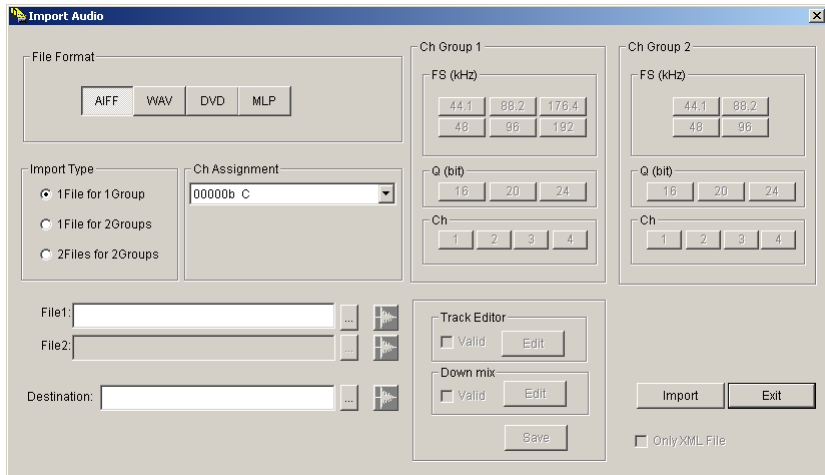 Import Audio
File Format
AIFF WAV DVD MLP
Import Type
1File for 1Group
1File for 2Groups
2Files for 2Groups
Ch Assignment
00000b C
Ch Group 1
FS (kHz)
44.1 88.2 176.4
48 96 192
Q (bit)
16 20 24
Ch
1 2 3 4
Ch Group 2
FS (kHz)
44.1 88.2
48 96
Q (bit)
16 20 24
Ch
1 2 3 4
File1: ...
File2: ...
Destination: ...
Track Editor
Valid Edit
Down mix
Valid Edit
Save
Import Exit
Only XML File